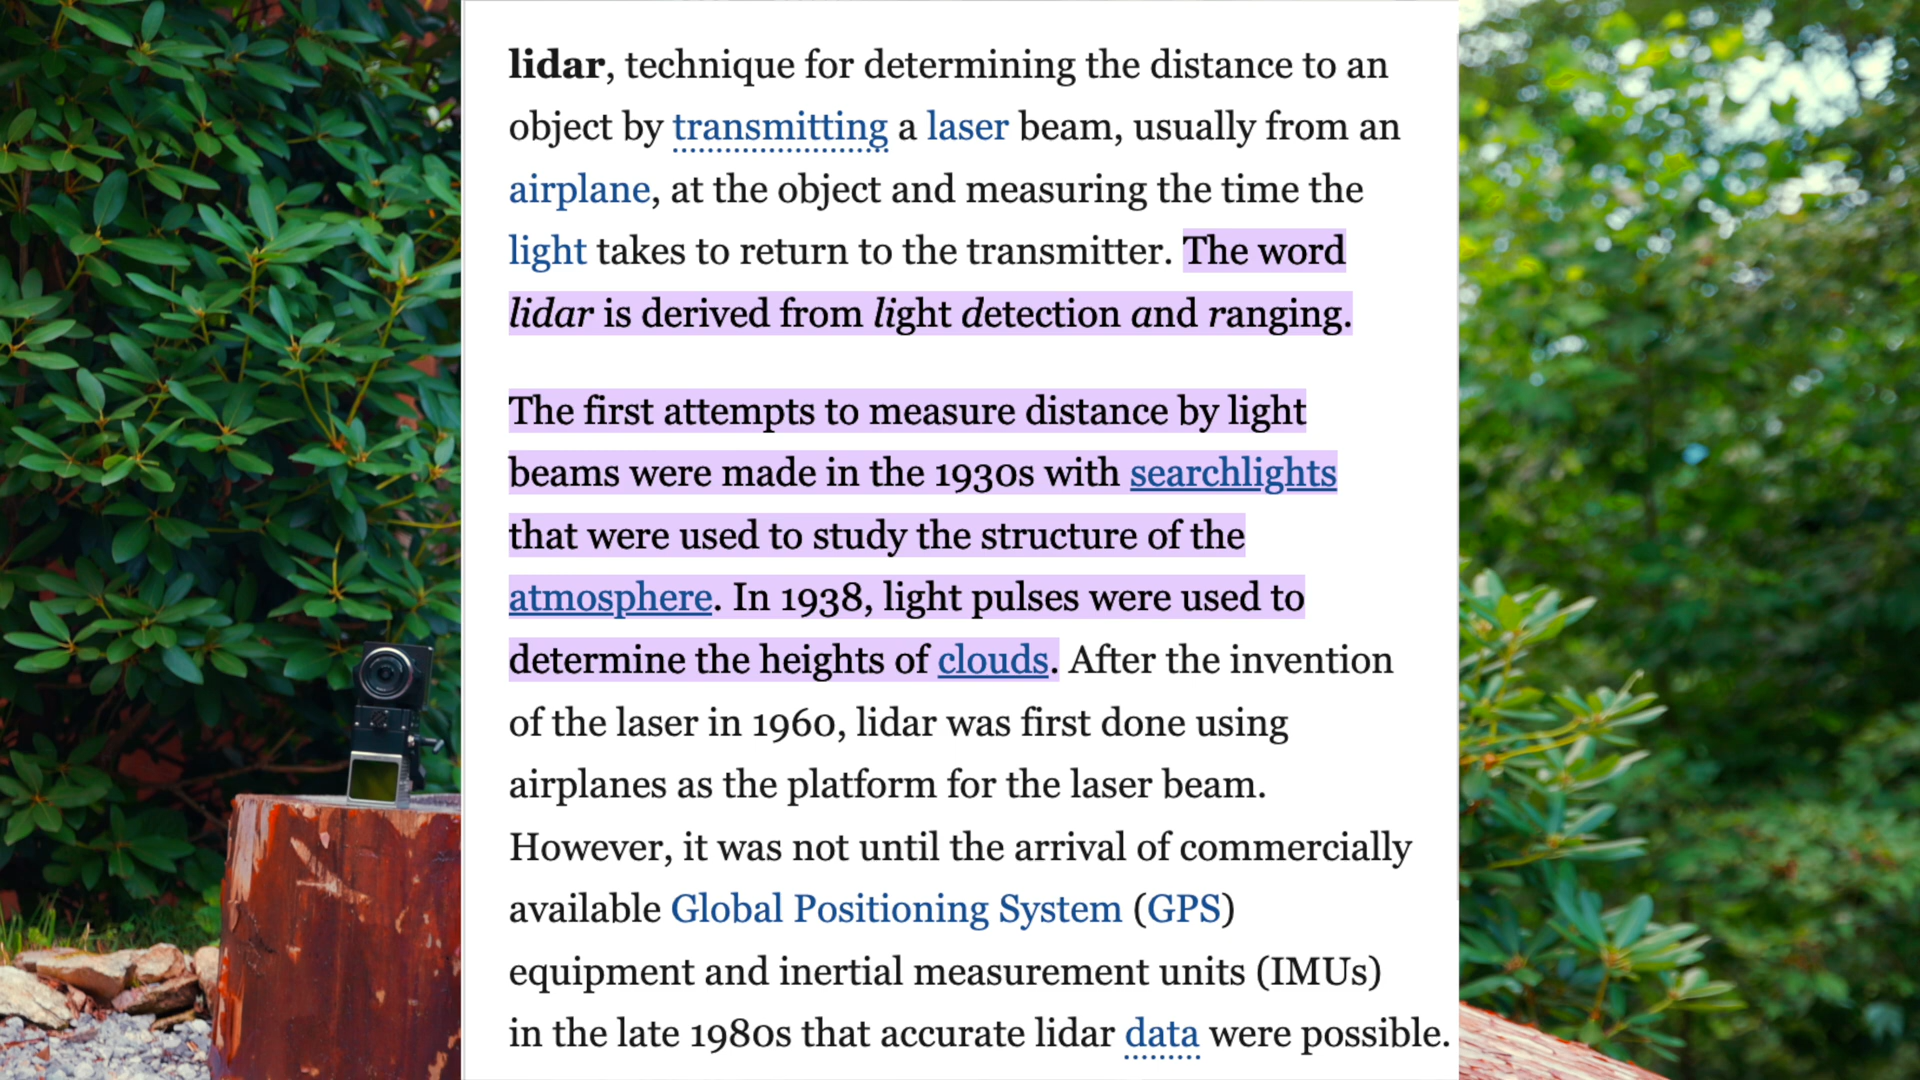 lidar, technique for determining the distance to an
object by transmitting a laser beam, usually from an
airplane, at the object and measuring the time the
light takes to return to the transmitter. The word
lidar is derived from light detection and ranging.
The first attempts to measure distance by light
beams were made in the 1930s with searchlights
that were used to study the structure of the
atmosphere. In 1938, light pulses were used to
determine the heights of clouds. After the invention
of the laser in 1960, lidar was first done using
airplanes as the platform for the laser beam.
However, it was not until the arrival of commercially
available Global Positioning System (GPS)
equipment and inertial measurement units (IMUs)
in the late 1980s that accurate lidar data were possible.